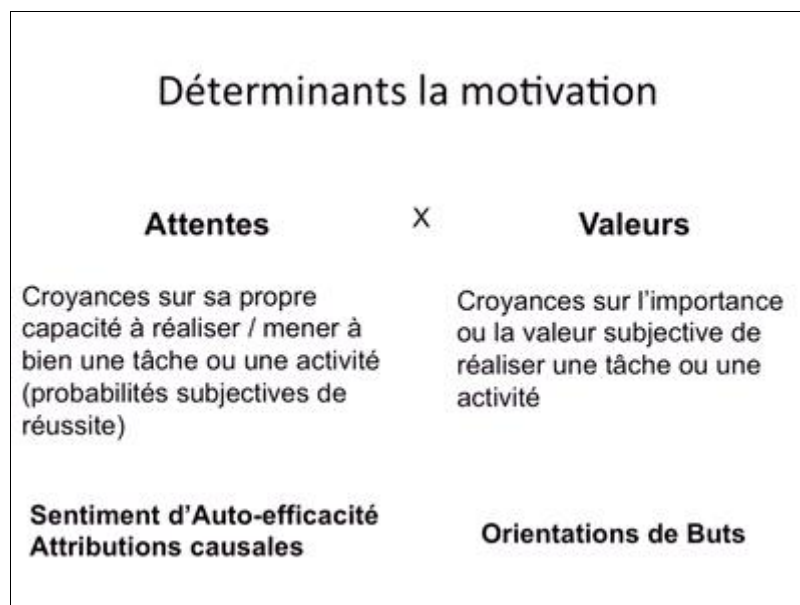 Déterminants la motivation
Attentes X Valeurs
Croyances sur sa propre
capacité à réaliser / mener à
bien une tâche ou une activité
(probabilités subjectives de
réussite)
Croyances sur l'importance
ou la valeur subjective de
réaliser une tâche ou une
activité
Sentiment d'Auto-efficacité
Attributions causales
Orientations de Buts